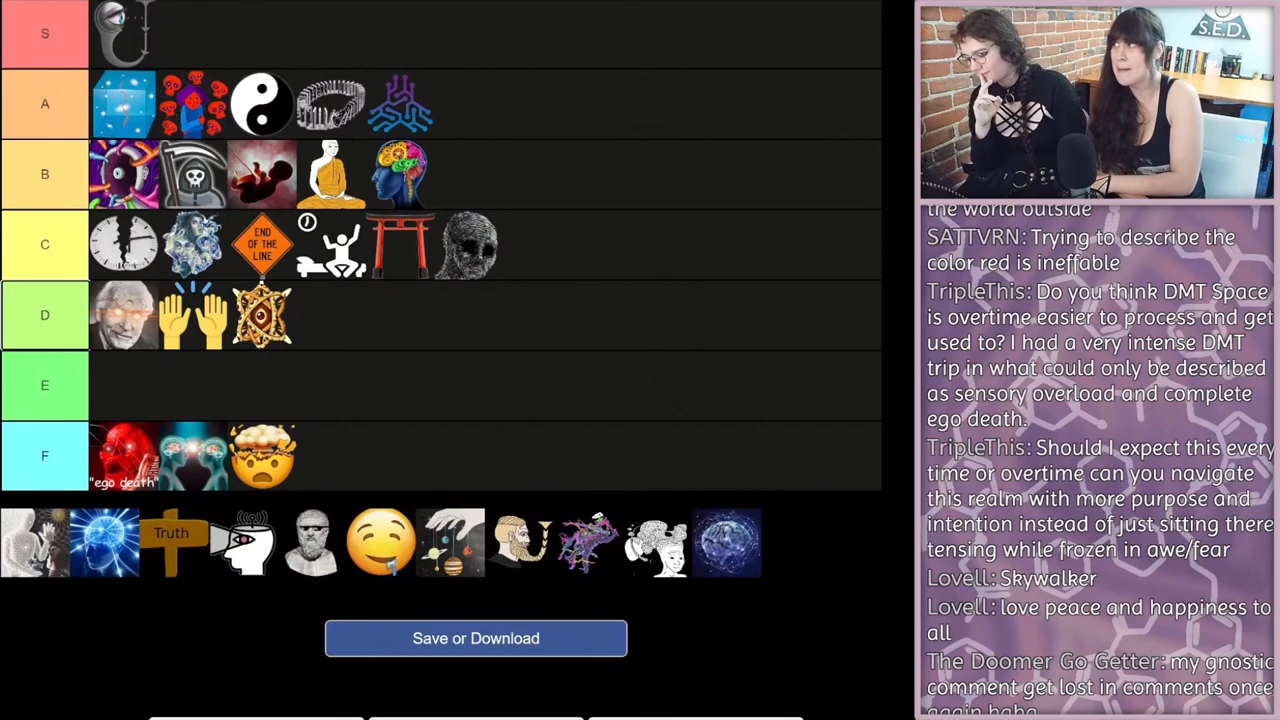 S
S.E.D.
A
B
C
END
OF THE
LINE
D
E
F
"ego death"
Truth
Save or Download
the world outside
SATTVRN: Trying to describe the
color red is ineffable
TripleThis: Do you think DMT Space
is overtime easier to process and get
used to? I had a very intense DMT
trip in what could only be described
as sensory overload and complete
ego death.
TripleThis: Should I expect this every
time or overtime can you navigate
this realm with more purpose and
intention instead of just sitting there
tensing while frozen in awe/fear
Lovell: Skywalker
Lovell: love peace and happiness to
all
The Doomer Go Getter: my gnostic
comment get lost in comments once
again haha